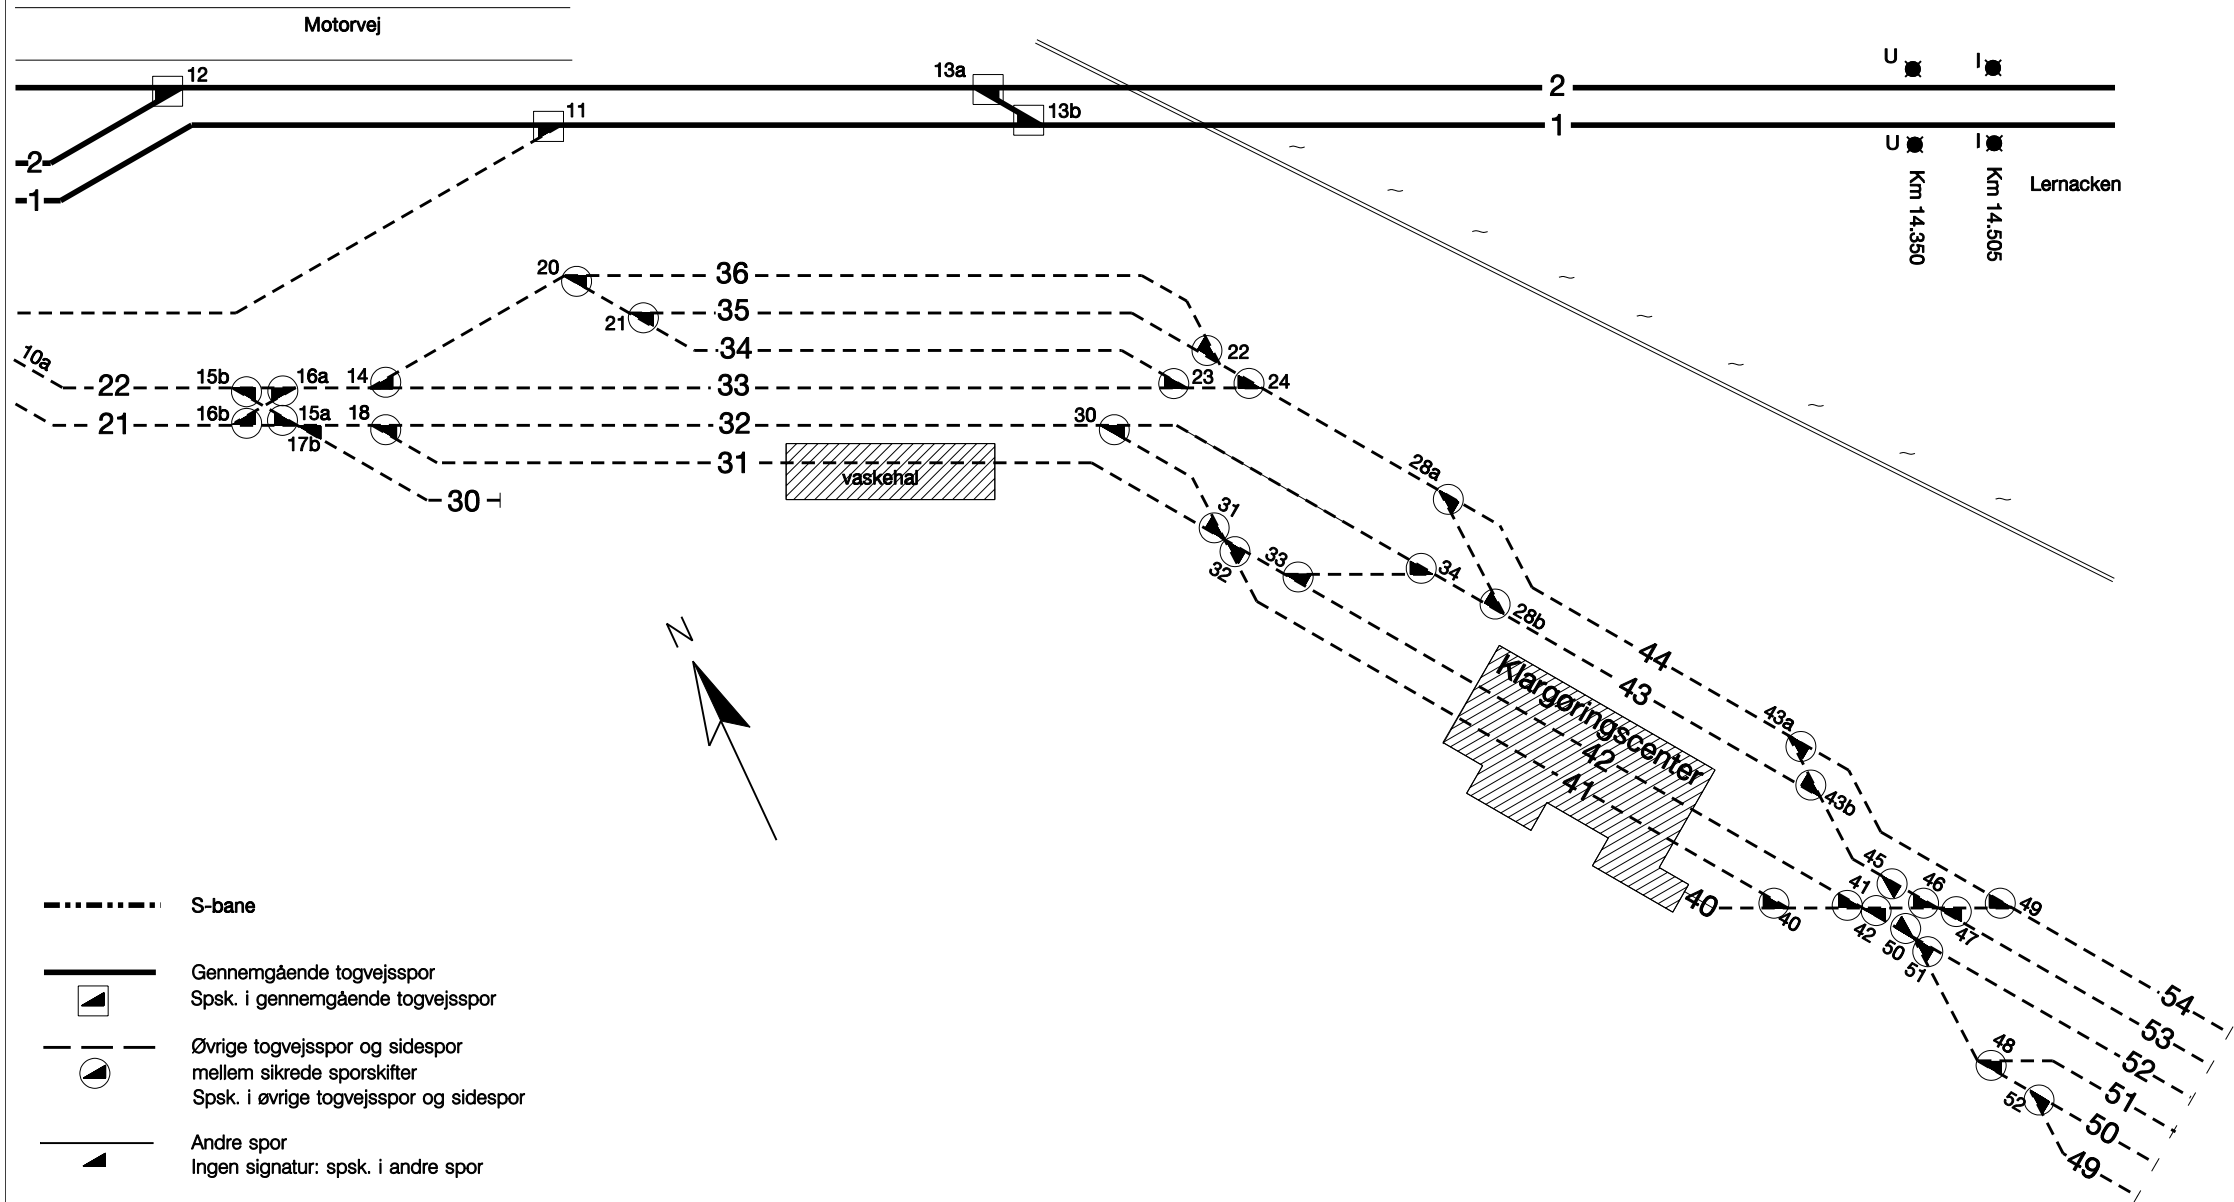 Motorvej
12
13a
2
U
I
11
13b
1
U
I
2
1
Km 14.350
Km 14.505
Lernacken
20
36
21
35
34
22
10a
22
15b
16a
14
33
23
24
21
16b
15a
18
32
30
17b
31
vaskehal
28a
30
31
33
34
32
28b
N
44
Klargøringscenter
43
43a
42
41
43b
45
41
46
40
40
42
50
47
49
51
54
53
48
52
51
52
50
49
S-bane
Gennemgående togvejsspor
Spsk. i gennemgående togvejsspor
Øvrige togvejsspor og sidespor
mellem sikrede sporskifter
Spsk. i øvrige togvejsspor og sidespor
Andre spor
Ingen signatur: spsk. i andre spor